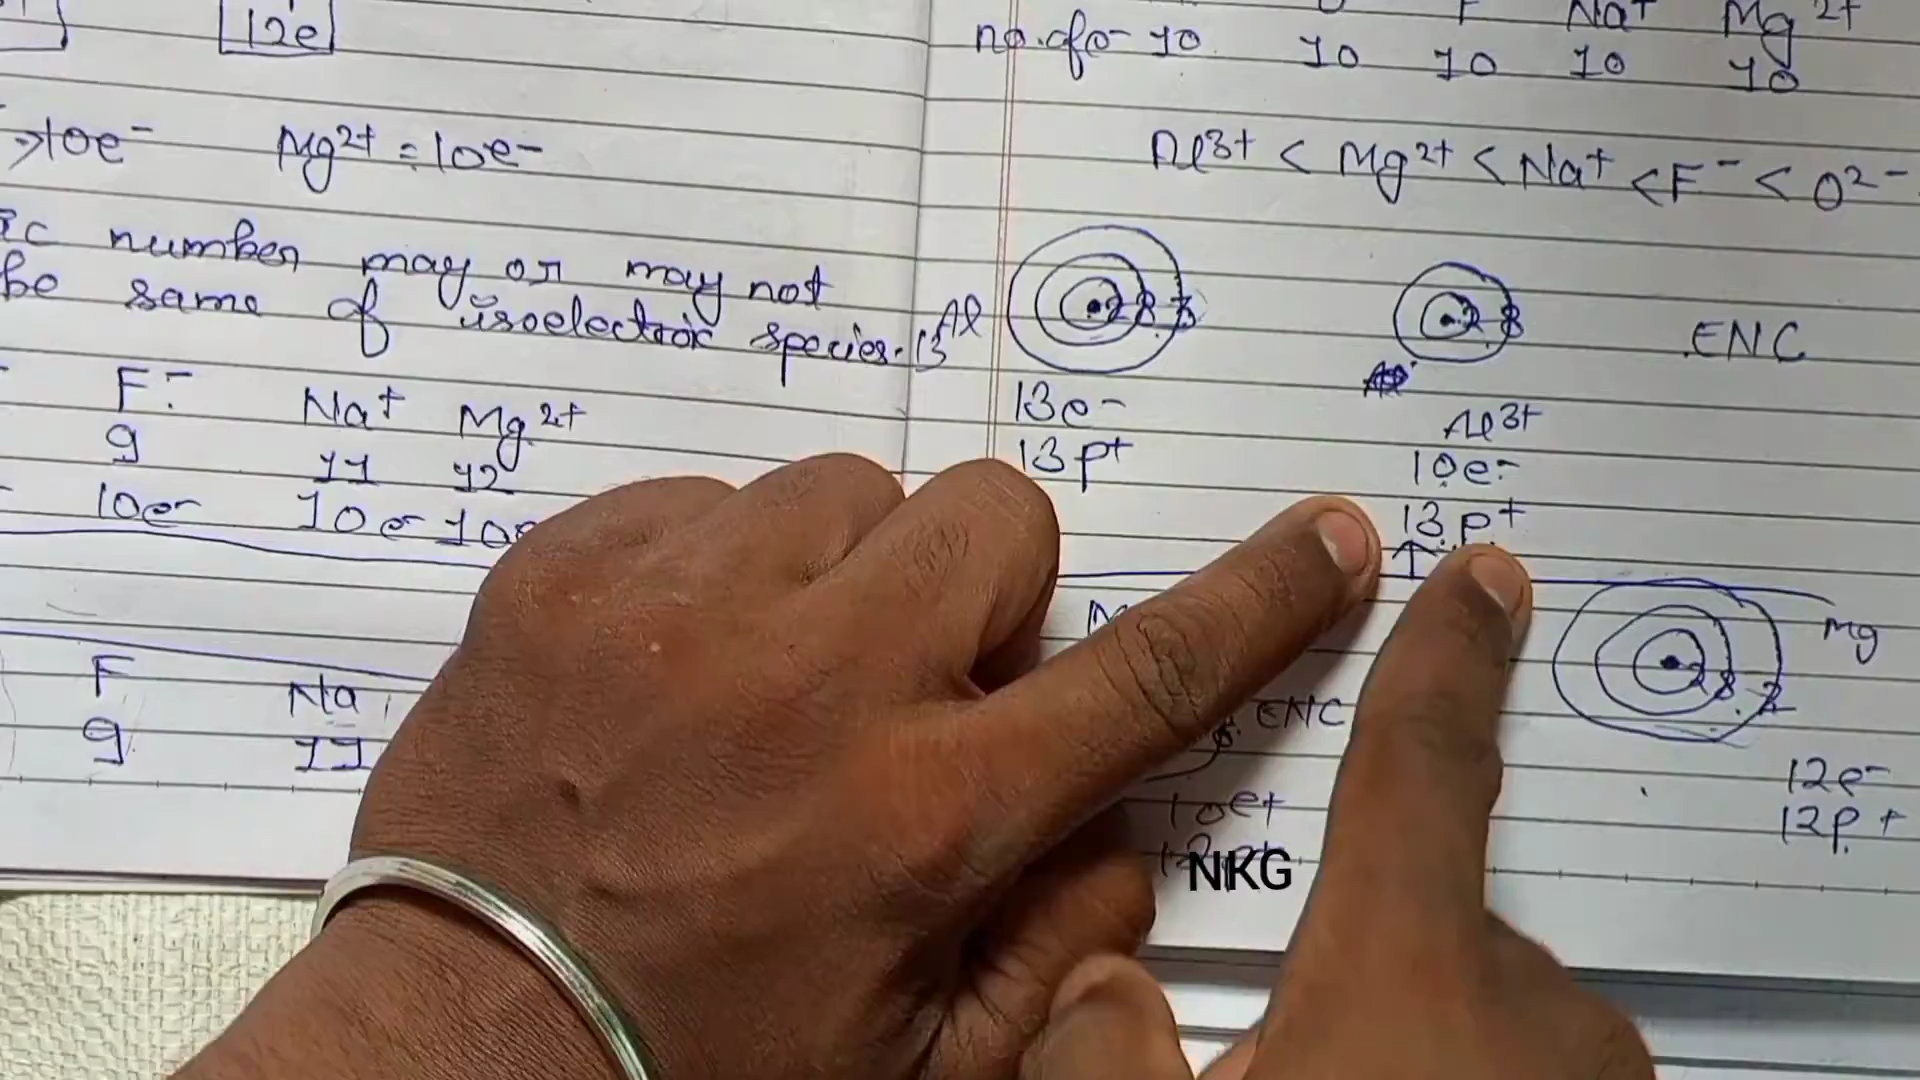 12e
→10e⁻ Mg²⁺ = 10e⁻
number may or may not
be same of isoelectric species.
F⁻ Na⁺ Mg²⁺
9 11 12
10e⁻ 10e⁻
F Na
9 11
Na⁺ Mg²⁺
no. of e⁻ 10 10 10 10 10
Al³⁺ < Mg²⁺ < Na⁺ < F⁻ < O²⁻
13Al 2 8 3 2 8 ENC
13e⁻ Al³⁺
13p⁺ 10e⁻
13p⁺
↑
Mg
2 8 2
ENC
12e⁻
10e+ 12p+
NKG